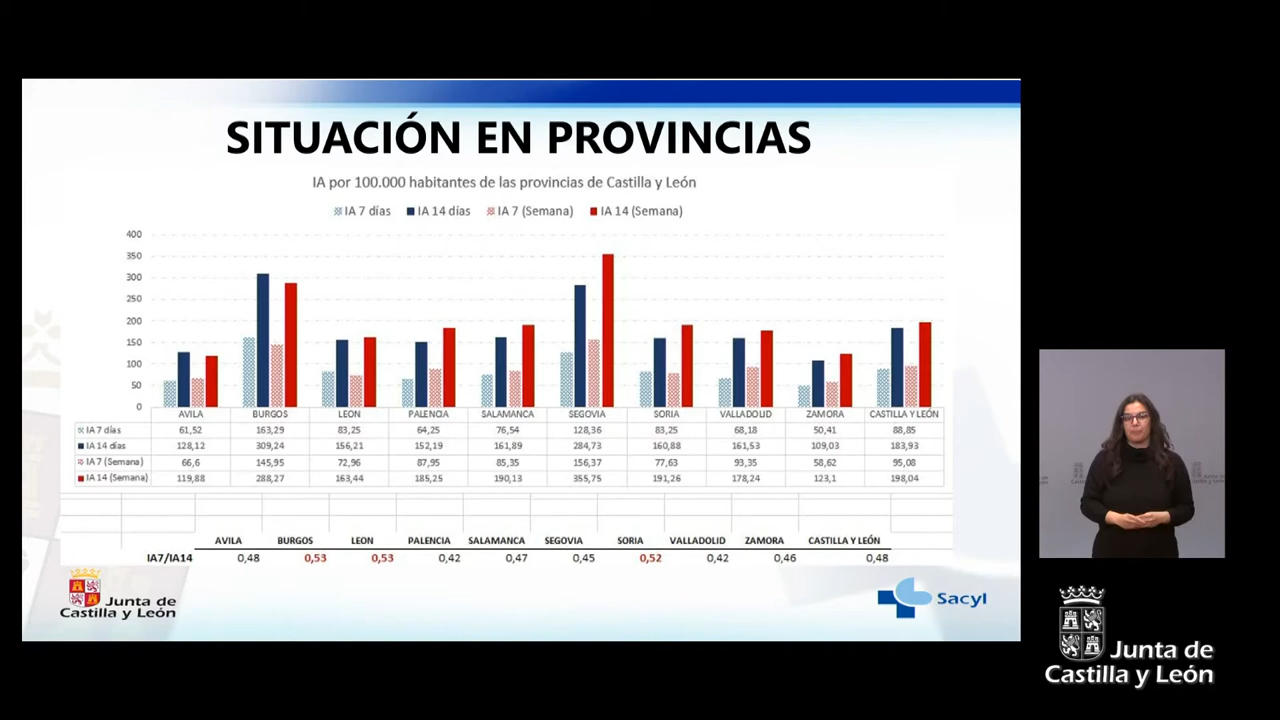 SITUACIÓN EN PROVINCIAS
IA por 100.000 habitantes de las provincias de Castilla y León
IA 7 días IA 14 días IA 7 (Semana) IA 14 (Semana)
400
350
300
250
200
150
100
50
0
AVILA BURGOS LEON PALENCIA SALAMANCA SEGOVIA SORIA VALLADOLID ZAMORA CASTILLA Y LEÓN
IA 7 días 61,52 163,29 83,25 64,25 76,54 128,36 83,25 68,18 50,41 88,85
IA 14 días 128,12 309,24 156,21 152,19 161,89 284,73 160,88 161,53 109,03 183,93
IA 7 (Semana) 66,6 145,95 72,96 87,95 85,35 156,37 77,63 93,35 58,62 95,08
IA 14 (Semana) 119,88 288,27 163,44 185,25 190,13 355,75 191,26 178,24 123,1 198,04
AVILA BURGOS LEON PALENCIA SALAMANCA SEGOVIA SORIA VALLADOLID ZAMORA CASTILLA Y LEÓN
IA7/IA14 0,48 0,53 0,53 0,42 0,47 0,45 0,52 0,42 0,46 0,48
Junta de
Castilla y León
Sacyl
Junta de
Castilla y León